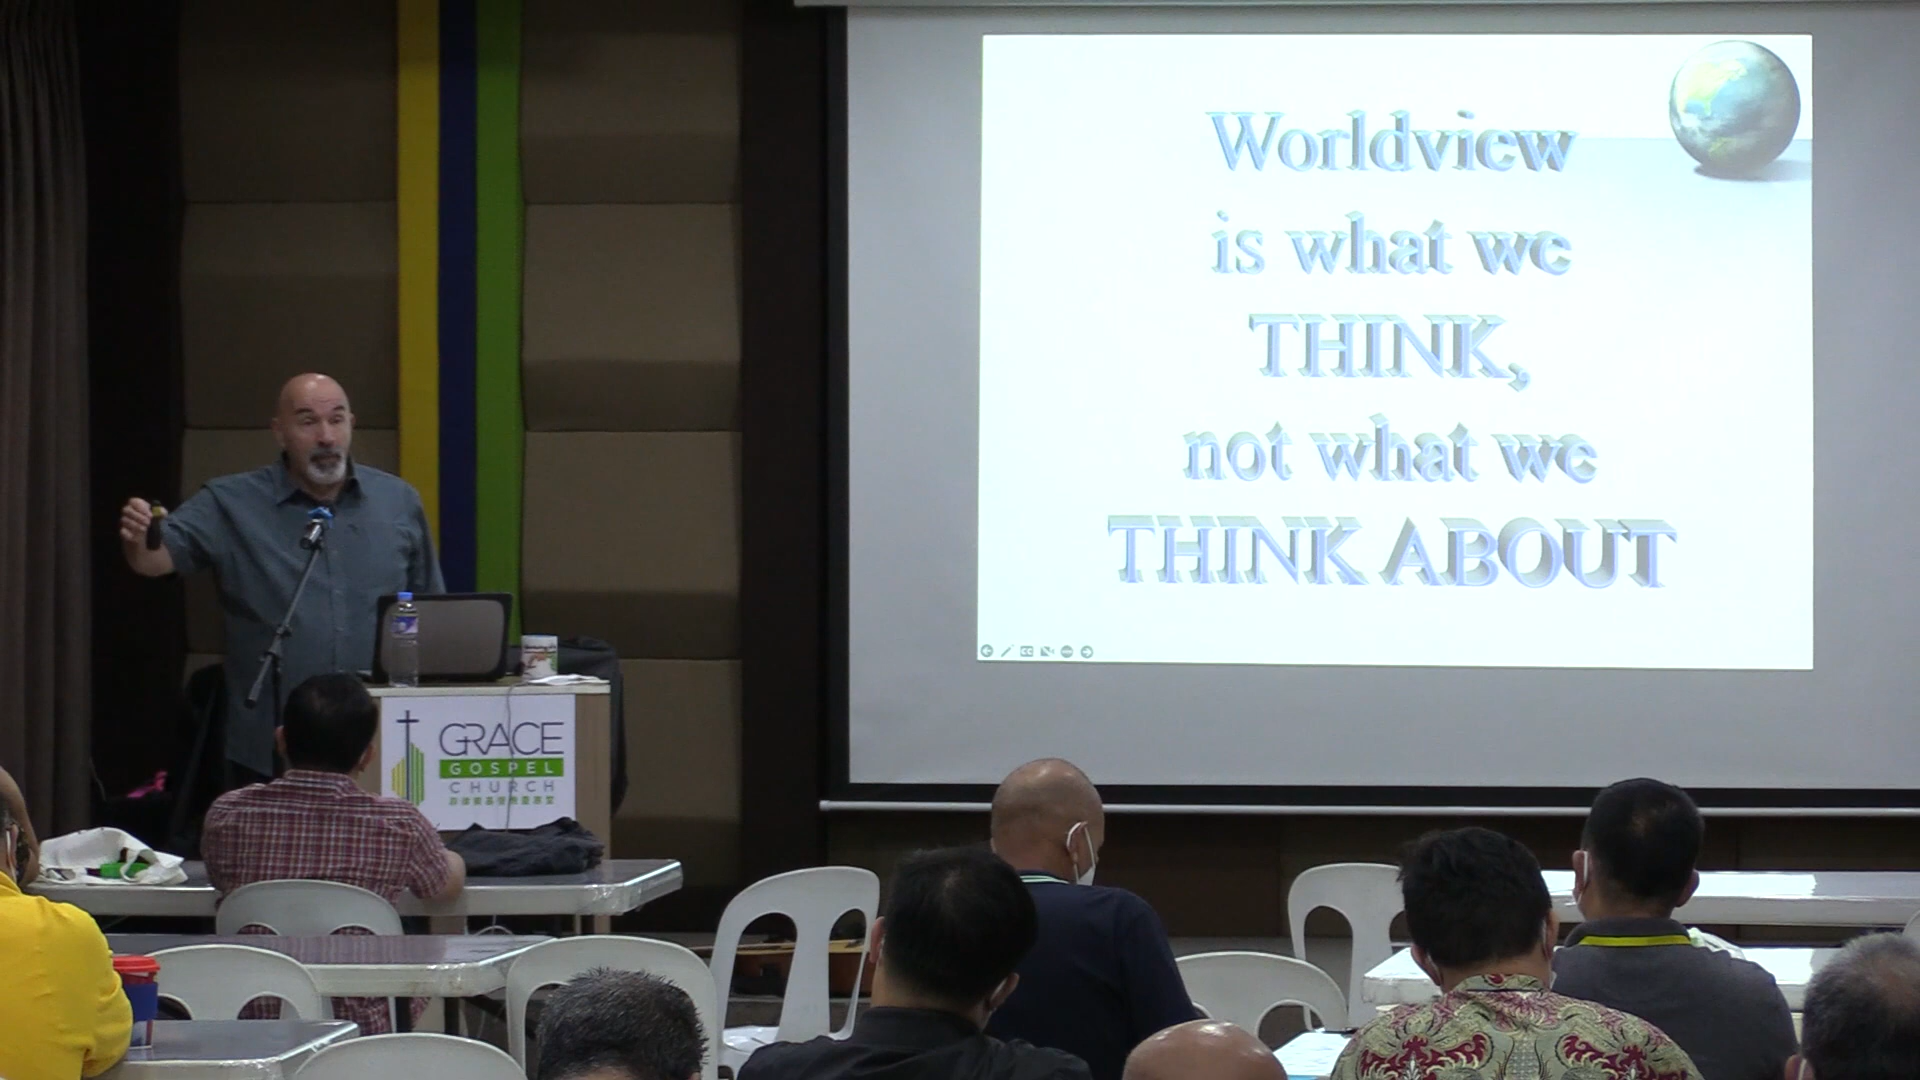 Worldview
is what we
THINK,
not what we
THINK ABOUT
GRACE
GOSPEL
CHURCH